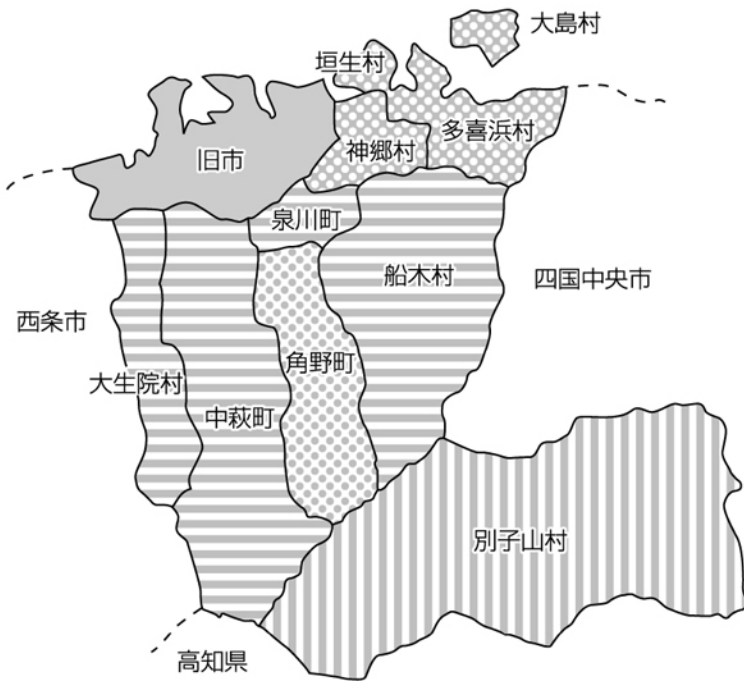 大島村
垣生村
多喜浜村
神郷村
旧市
泉川町
船木村
四国中央市
西条市
角野町
大生院村
中萩町
別子山村
高知県